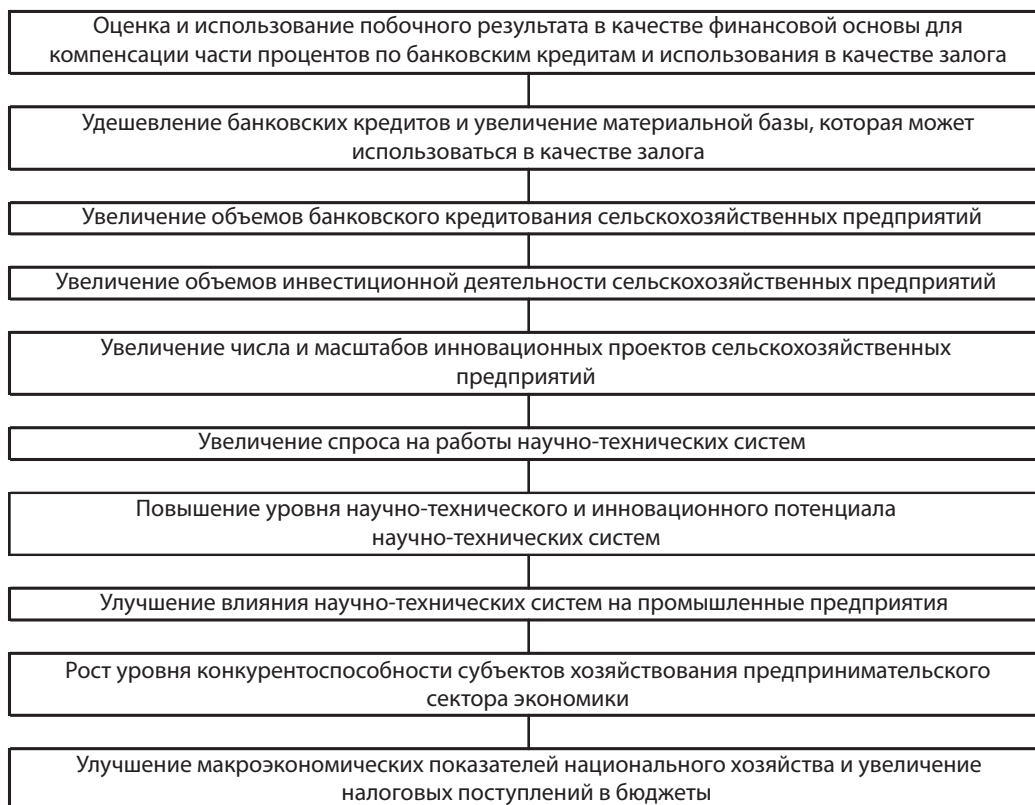 Оценка и использование побочного результата в качестве финансовой основы для
компенсации части процентов по банковским кредитам и использования в качестве залога
Удешевление банковских кредитов и увеличение материальной базы, которая может
использоваться в качестве залога
Увеличение объемов банковского кредитования сельскохозяйственных предприятий
Увеличение объемов инвестиционной деятельности сельскохозяйственных предприятий
Увеличение числа и масштабов инновационных проектов сельскохозяйственных
предприятий
Увеличение спроса на работы научно-технических систем
Повышение уровня научно-технического и инновационного потенциала
научно-технических систем
Улучшение влияния научно-технических систем на промышленные предприятия
Рост уровня конкурентоспособности субъектов хозяйствования предпринимательского
сектора экономики
Улучшение макроэкономических показателей национального хозяйства и увеличение
налоговых поступлений в бюджеты